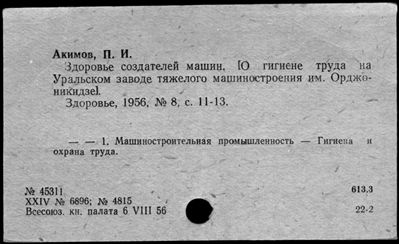 Акимов, П. И.
Здоровье создателей машин. [О гигиене труда на
Уральском заводе тяжелого машиностроения им. Орджо-
никидзе].
Здоровье, 1956, № 8, с. 11-13.
— — 1. Машиностроительная промышленность — Гигиена и
охрана труда.
№ 45311
613.3
XXIV № 6896; № 4815
Всесоюз. кн. палата 6 VIII 56
22-2